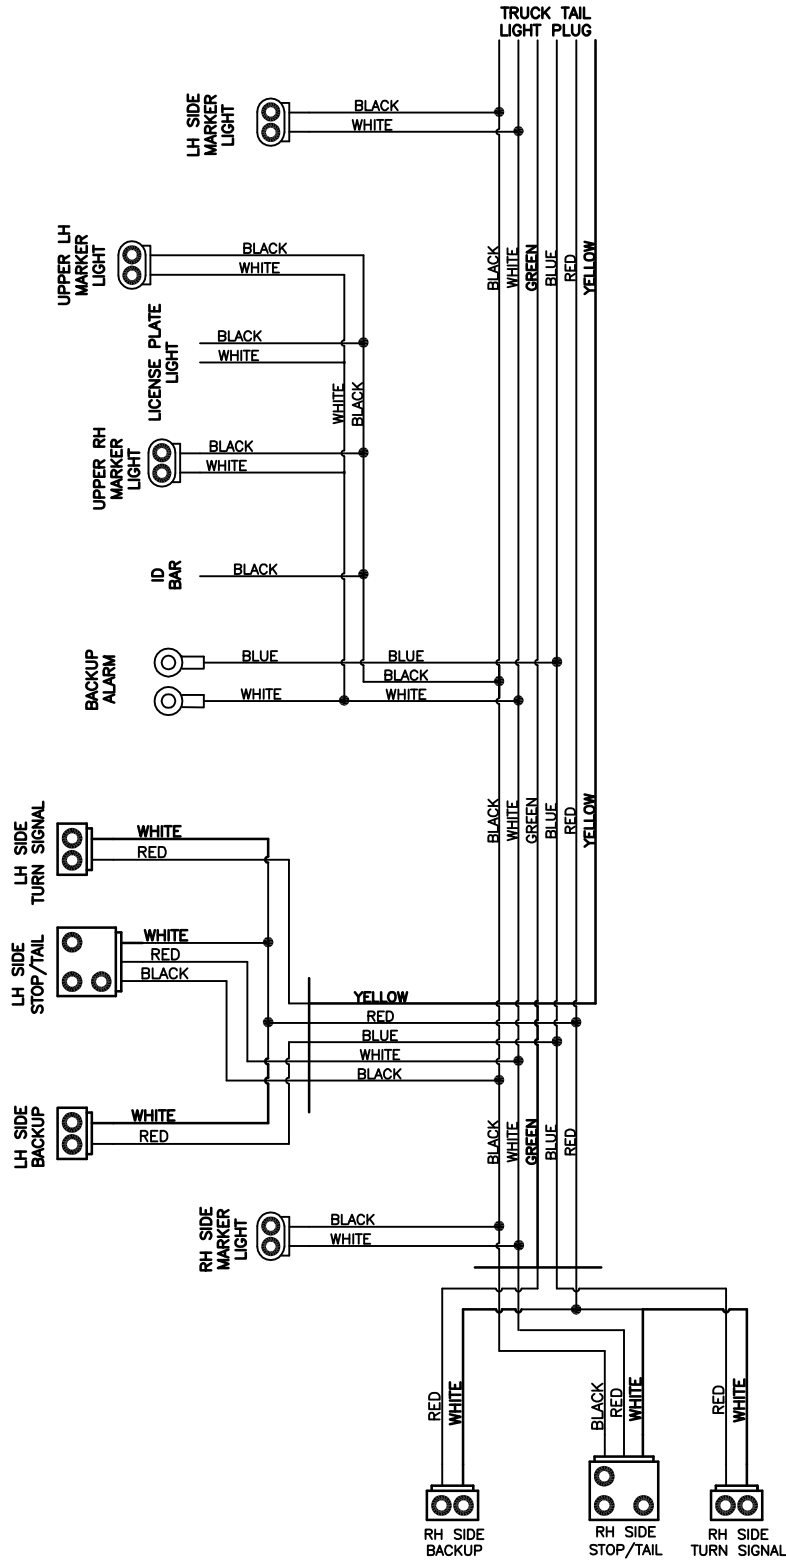 TRUCK TAIL
LIGHT PLUG
LH SIDE
MARKER
LIGHT
BLACK
WHITE
UPPER LH
MARKER
LIGHT
BLACK
WHITE
BLACK
WHITE
GREEN
BLUE
RED
YELLOW
LICENSE PLATE
LIGHT
BLACK
WHITE
WHITE
BLACK
UPPER RH
MARKER
LIGHT
BLACK
WHITE
ID
BAR
BLACK
BACKUP
ALARM
BLUE
BLUE
BLACK
WHITE
WHITE
LH SIDE
TURN SIGNAL
WHITE
RED
BLACK
WHITE
GREEN
BLUE
RED
YELLOW
LH SIDE
STOP/TAIL
WHITE
RED
BLACK
YELLOW
RED
BLUE
WHITE
BLACK
LH SIDE
BACKUP
WHITE
RED
BLACK
WHITE
GREEN
BLUE
RED
RH SIDE
MARKER
LIGHT
BLACK
WHITE
RED
WHITE
BLACK
RED
WHITE
RED
WHITE
RH SIDE
BACKUP
RH SIDE
STOP/TAIL
RH SIDE
TURN SIGNAL